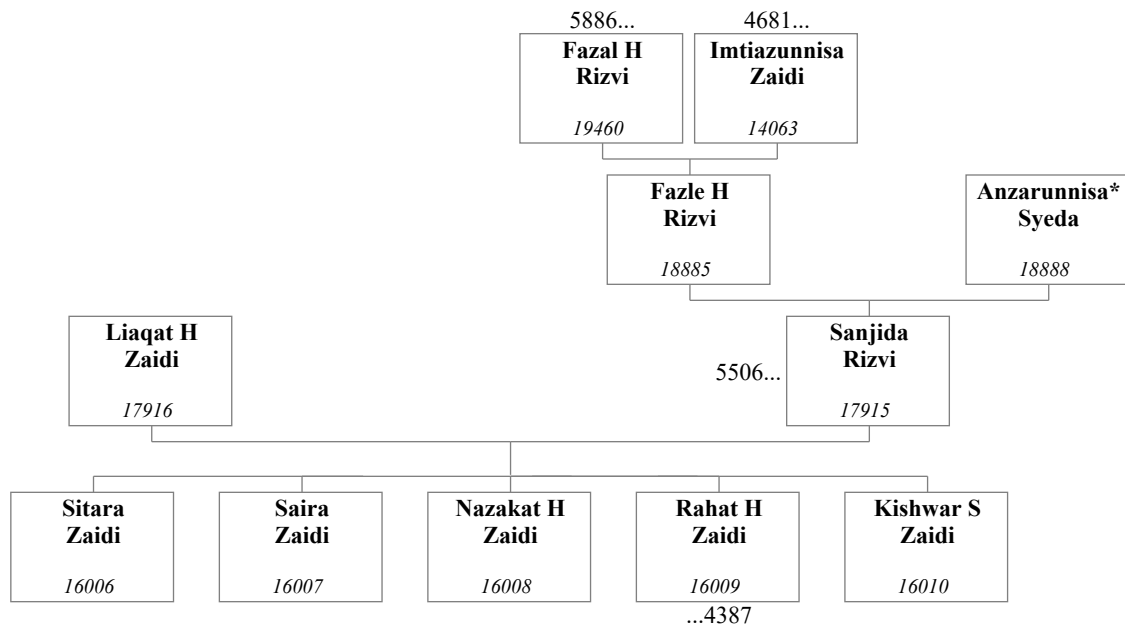 5886...
4681...
Fazal H
Rizvi
19460
Imtiazunnisa
Zaidi
14063
Fazle H
Rizvi
18885
Anzarunnisa*
Syeda
18888
Liaqat H
Zaidi
17916
5506...
Sanjida
Rizvi
17915
Sitara
Zaidi
16006
Saira
Zaidi
16007
Nazakat H
Zaidi
16008
Rahat H
Zaidi
16009
...4387
Kishwar S
Zaidi
16010